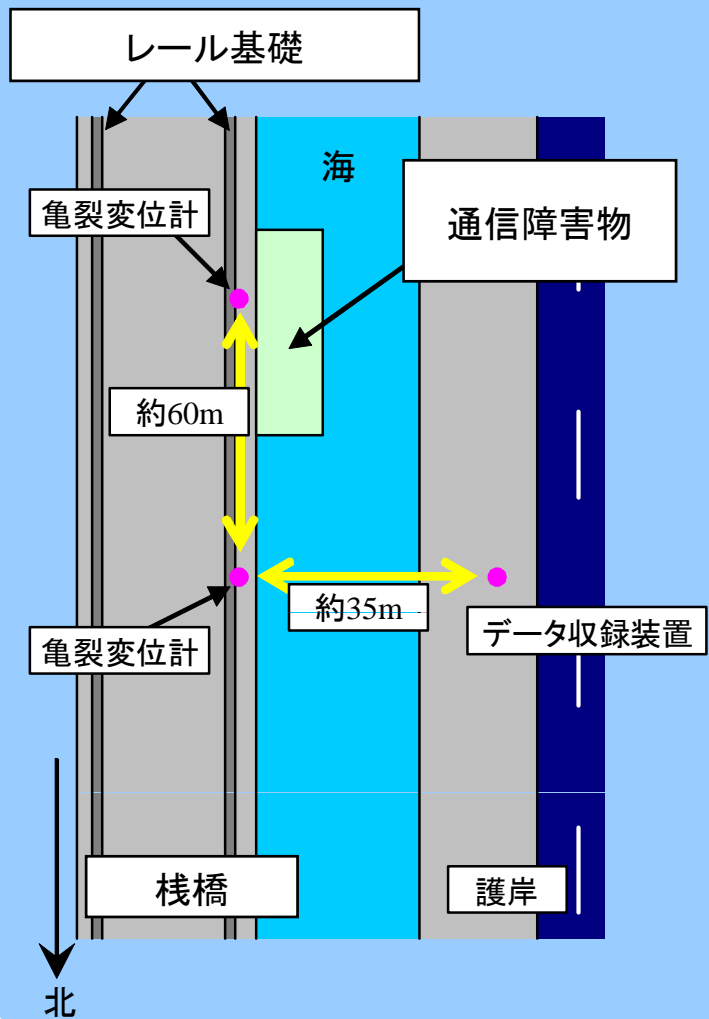 レール基礎
海
亀裂変位計
通信障害物
約60m
約35m
亀裂変位計
データ収録装置
桟橋
護岸
北